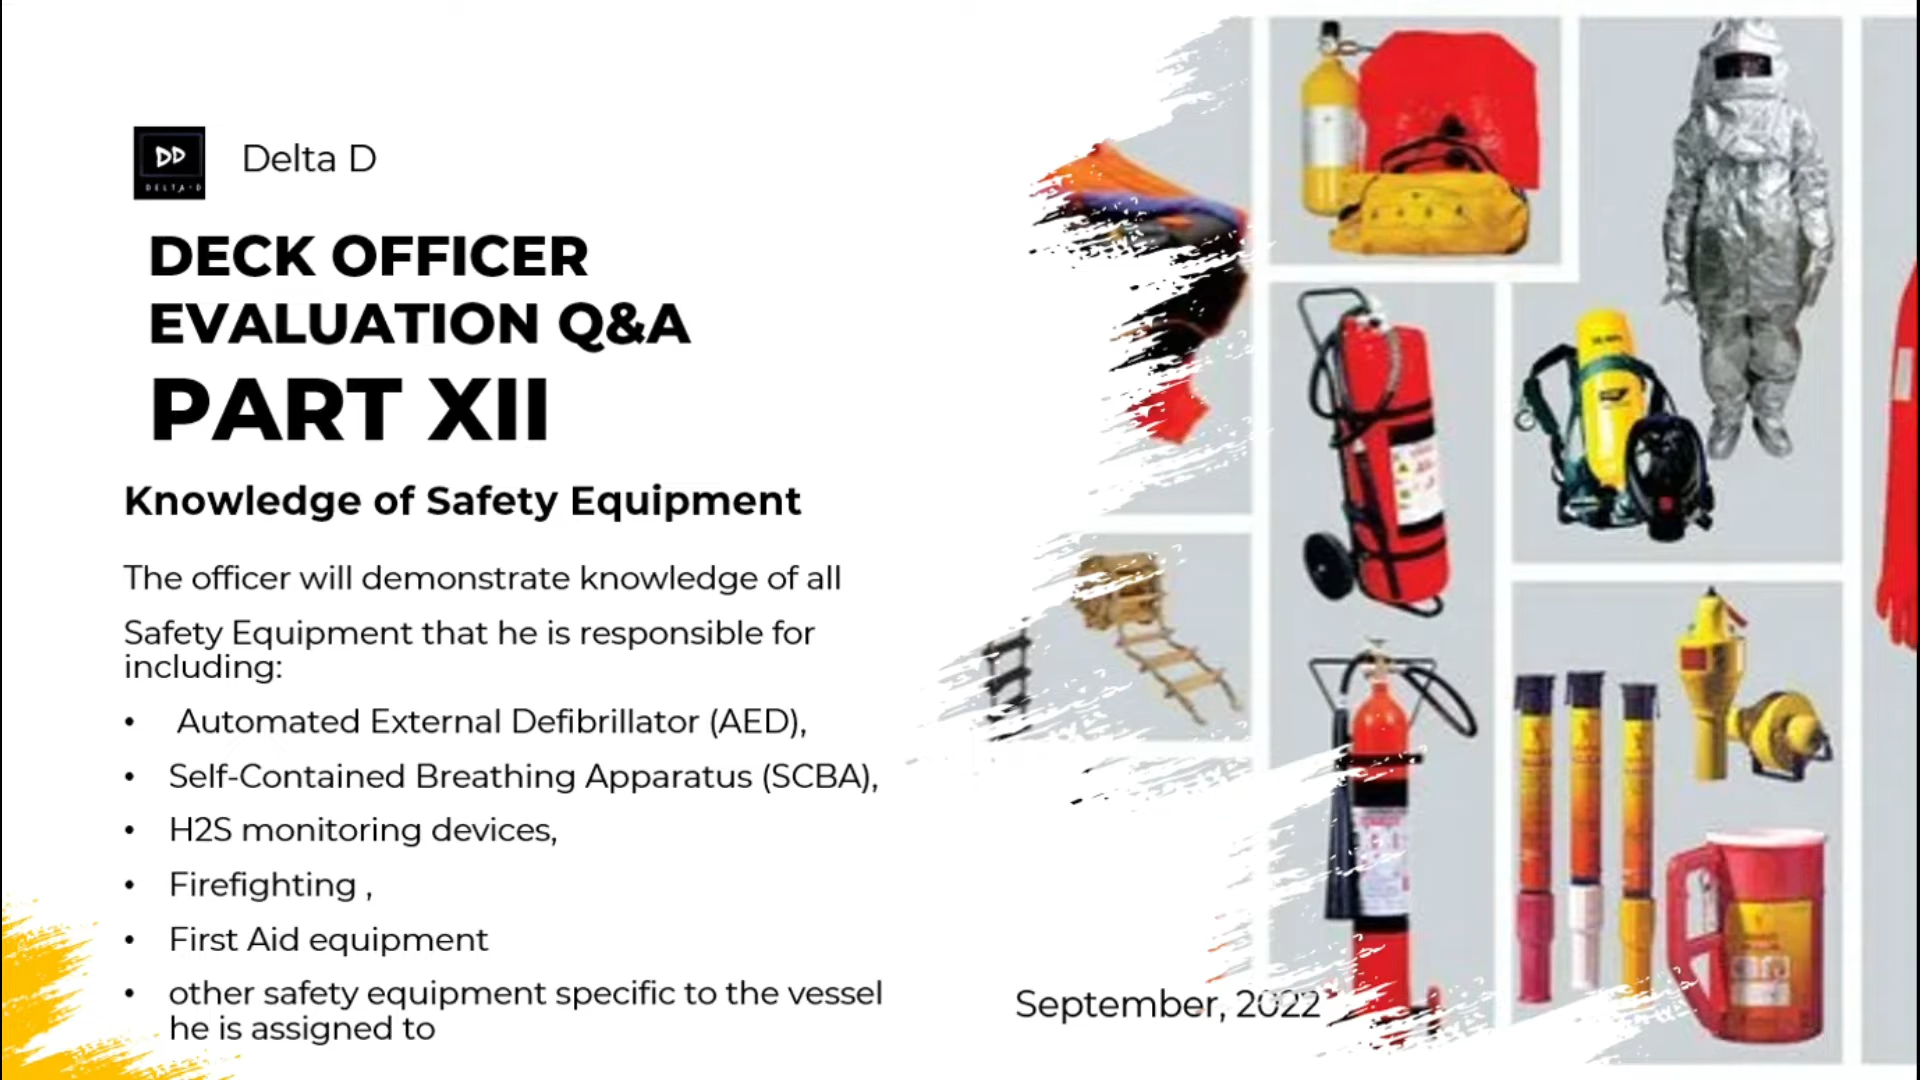 DD
DELTA-D
Delta D
DECK OFFICER
EVALUATION Q&A
PART XII
Knowledge of Safety Equipment
The officer will demonstrate knowledge of all
Safety Equipment that he is responsible for
including:
• Automated External Defibrillator (AED),
• Self-Contained Breathing Apparatus (SCBA),
• H2S monitoring devices,
• Firefighting ,
• First Aid equipment
• other safety equipment specific to the vessel
he is assigned to
September, 2022